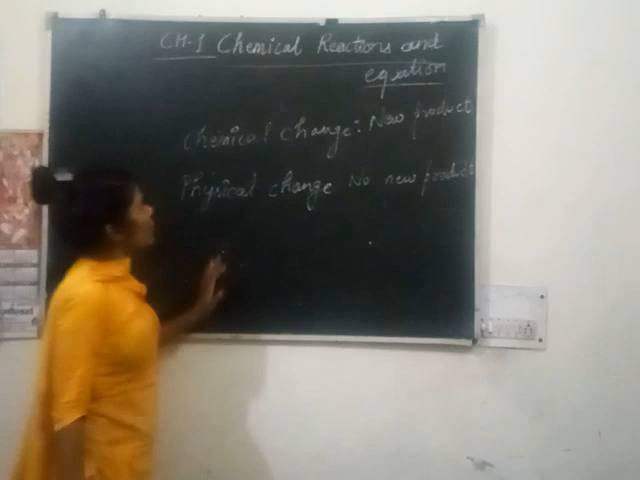 CH-1 Chemical Reactions and
equation
Chemical change: New product
Physical change No new product